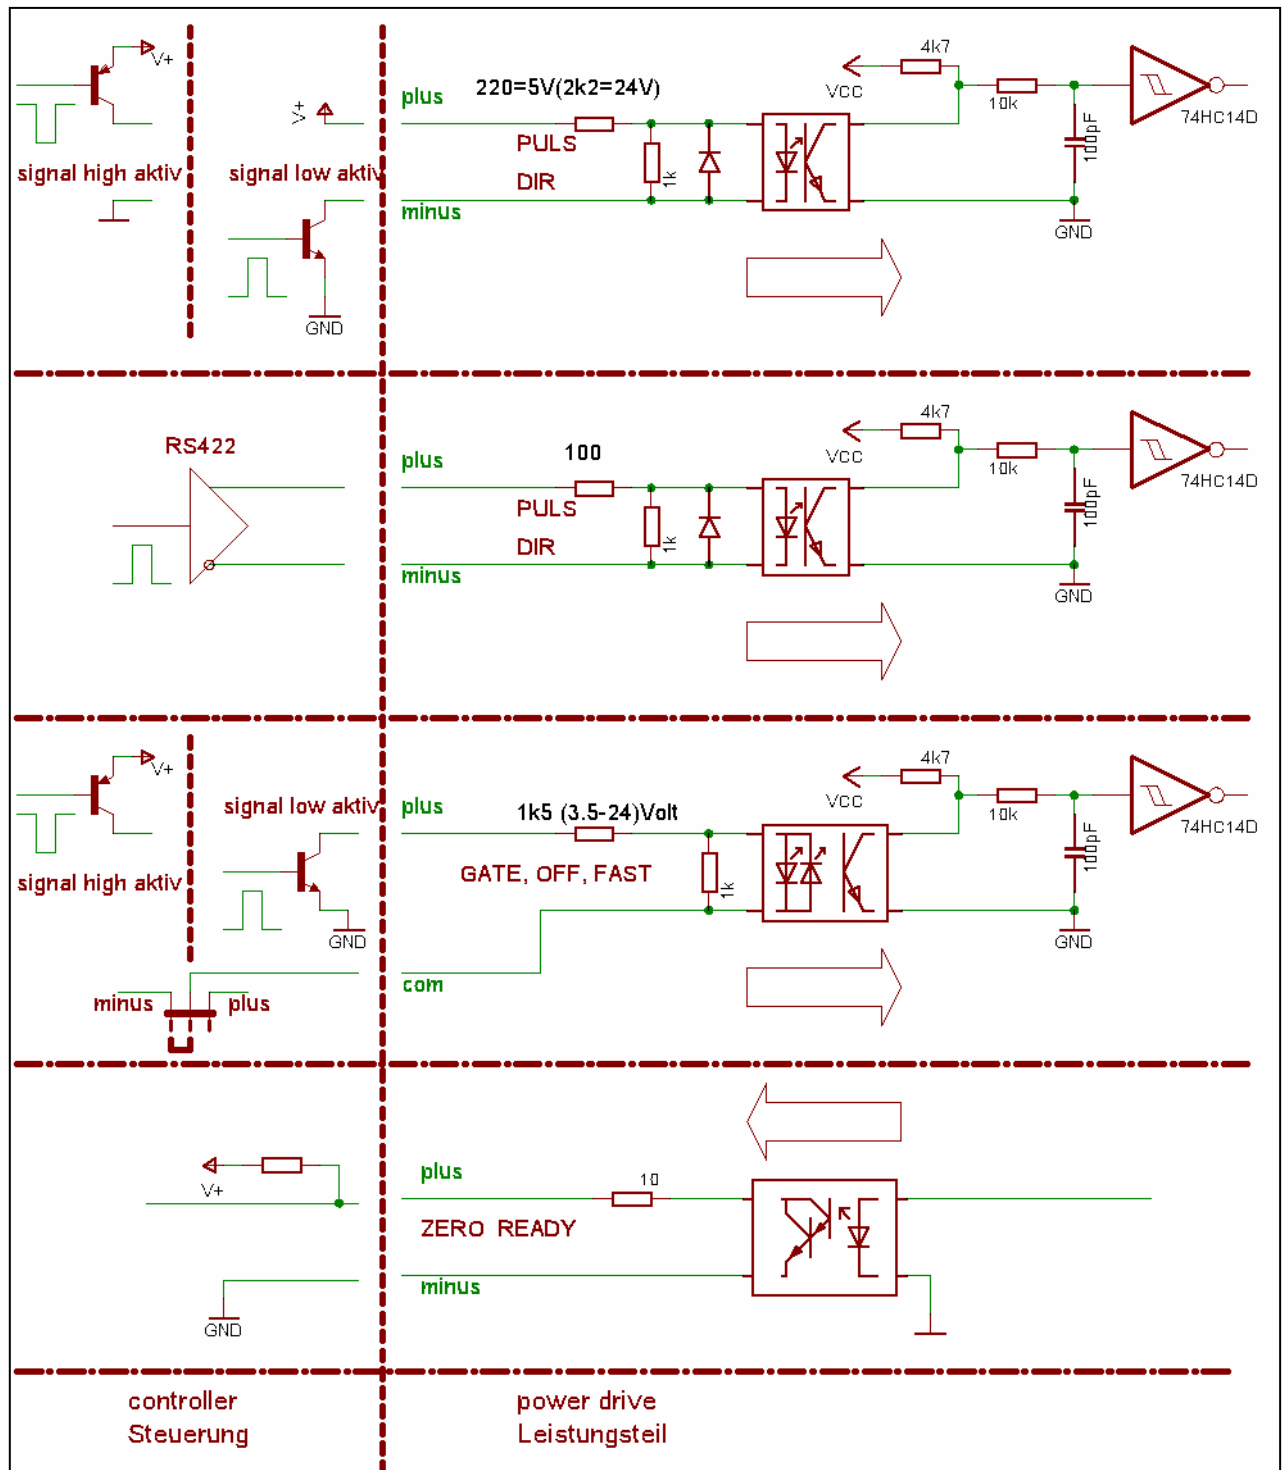 V+
signal high aktiv
V+
signal low aktiv
GND
plus
220=5V(2k2=24V)
PULS
DIR
minus
1k
4k7
VCC
10k
100pF
74HC14D
GND
RS422
plus
100
PULS
DIR
minus
1k
4k7
VCC
10k
100pF
74HC14D
GND
V+
signal high aktiv
signal low aktiv
GND
minus
plus
plus
1k5 (3.5-24)Volt
GATE, OFF, FAST
com
1k
4k7
VCC
10k
100pF
74HC14D
GND
V+
GND
plus
10
ZERO READY
minus
controller
Steuerung
power drive
Leistungsteil